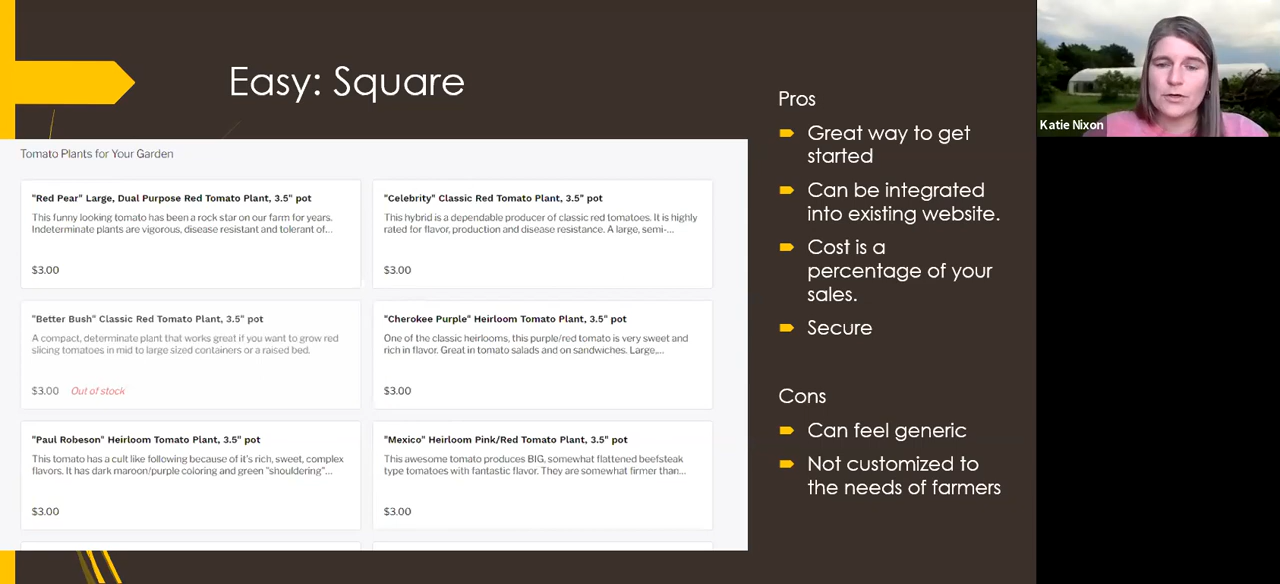 Easy: Square
Tomato Plants for Your Garden
"Red Pear" Large, Dual Purpose Red Tomato Plant, 3.5" pot
This funny looking tomato has been a rock star on our farm for years.
Indeterminate plants are vigorous, disease resistant and tolerant of...
$3.00
"Celebrity" Classic Red Tomato Plant, 3.5" pot
This hybrid is a dependable producer of classic red tomatoes. It is highly
rated for flavor, production and disease resistance. A large, semi-...
$3.00
"Better Bush" Classic Red Tomato Plant, 3.5" pot
A compact, determinate plant that works great if you want to grow red
slicing tomatoes in mid to large sized containers or a raised bed.
$3.00 Out of stock
"Cherokee Purple" Heirloom Tomato Plant, 3.5" pot
One of the classic heirlooms, this purple/red tomato is very sweet and
rich in flavor. Great in tomato salads and on sandwiches. Large,...
$3.00
"Paul Robeson" Heirloom Tomato Plant, 3.5" pot
This tomato has a cult like following because of it's rich, sweet, complex
flavors. It has dark maroon/purple coloring and green "shouldering"...
$3.00
"Mexico" Heirloom Pink/Red Tomato Plant, 3.5" pot
This awesome tomato produces BIG, somewhat flattened beefsteak
type tomatoes with fantastic flavor. They are somewhat firmer than...
$3.00
Pros
Great way to get
started
Can be integrated
into existing website.
Cost is a
percentage of your
sales.
Secure
Cons
Can feel generic
Not customized to
the needs of farmers
Katie Nixon